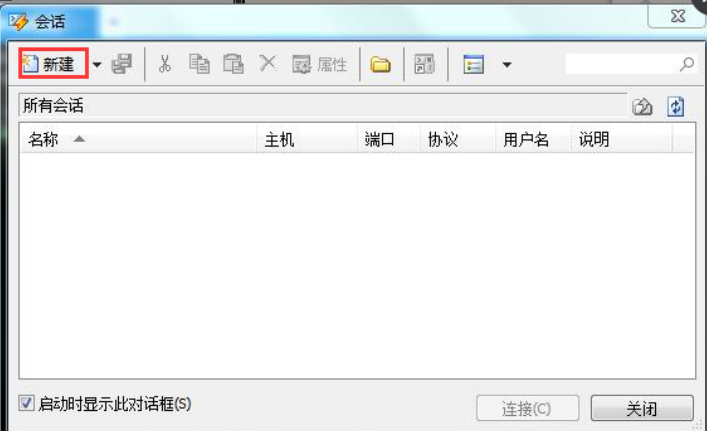 会话
新建 属性
所有会话
名称 主机 端口 协议 用户名 说明
启动时显示此对话框(S) 连接(C) 关闭